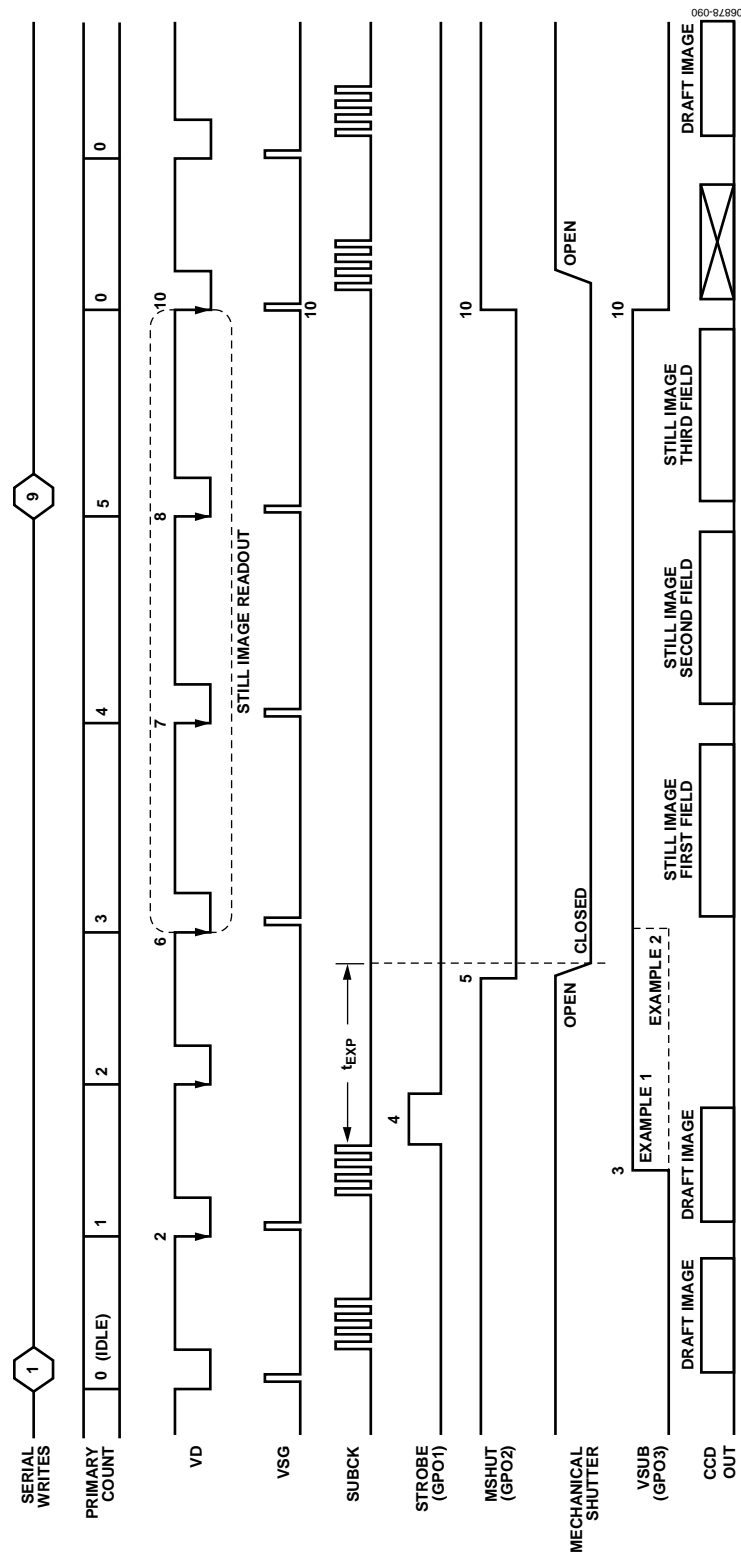 SERIAL
WRITES
1
9
PRIMARY
COUNT
0 (IDLE)
1
2
3
4
5
0
0
VD
2
6
7
8
10
STILL IMAGE READOUT
VSG
10
SUBCK
tEXP
STROBE
(GPO1)
4
MSHUT
(GPO2)
5
10
MECHANICAL
SHUTTER
OPEN
CLOSED
OPEN
VSUB
(GPO3)
3
EXAMPLE 1
EXAMPLE 2
10
CCD
OUT
DRAFT IMAGE
DRAFT IMAGE
STILL IMAGE
FIRST FIELD
STILL IMAGE
SECOND FIELD
STILL IMAGE
THIRD FIELD
DRAFT IMAGE
06878-090